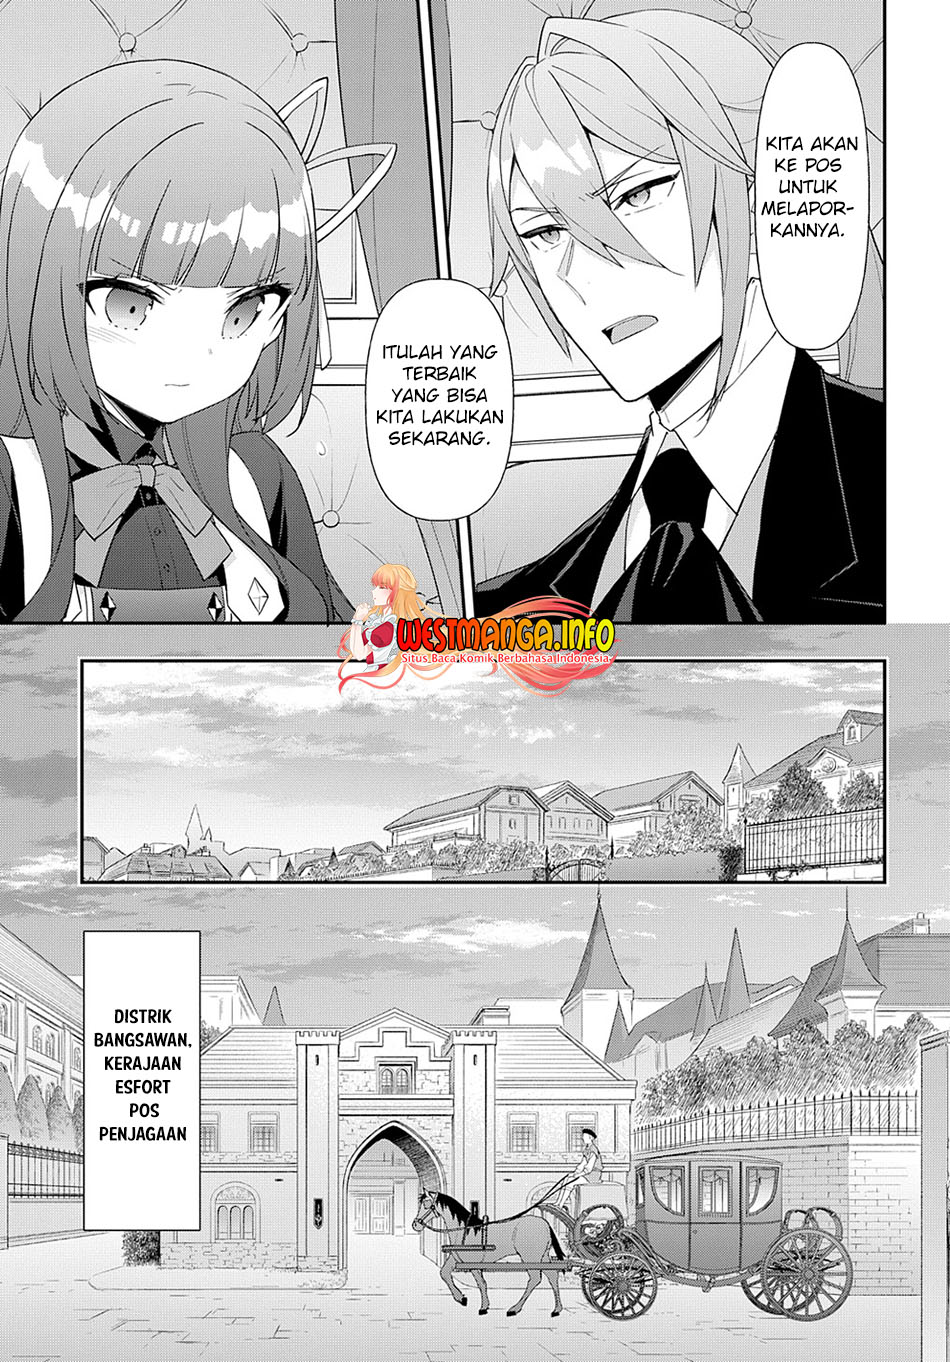 KITA AKAN
KE POS
UNTUK
MELAPOR-
KANNYA.
ITULAH YANG
TERBAIK
YANG BISA
KITA LAKUKAN
SEKARANG.
WESTMANGA.INFO
Situs Baca Komik Berbahasa Indonesia
DISTRIK
BANGSAWAN,
KERAJAAN
ESFORT
POS
PENJAGAAN